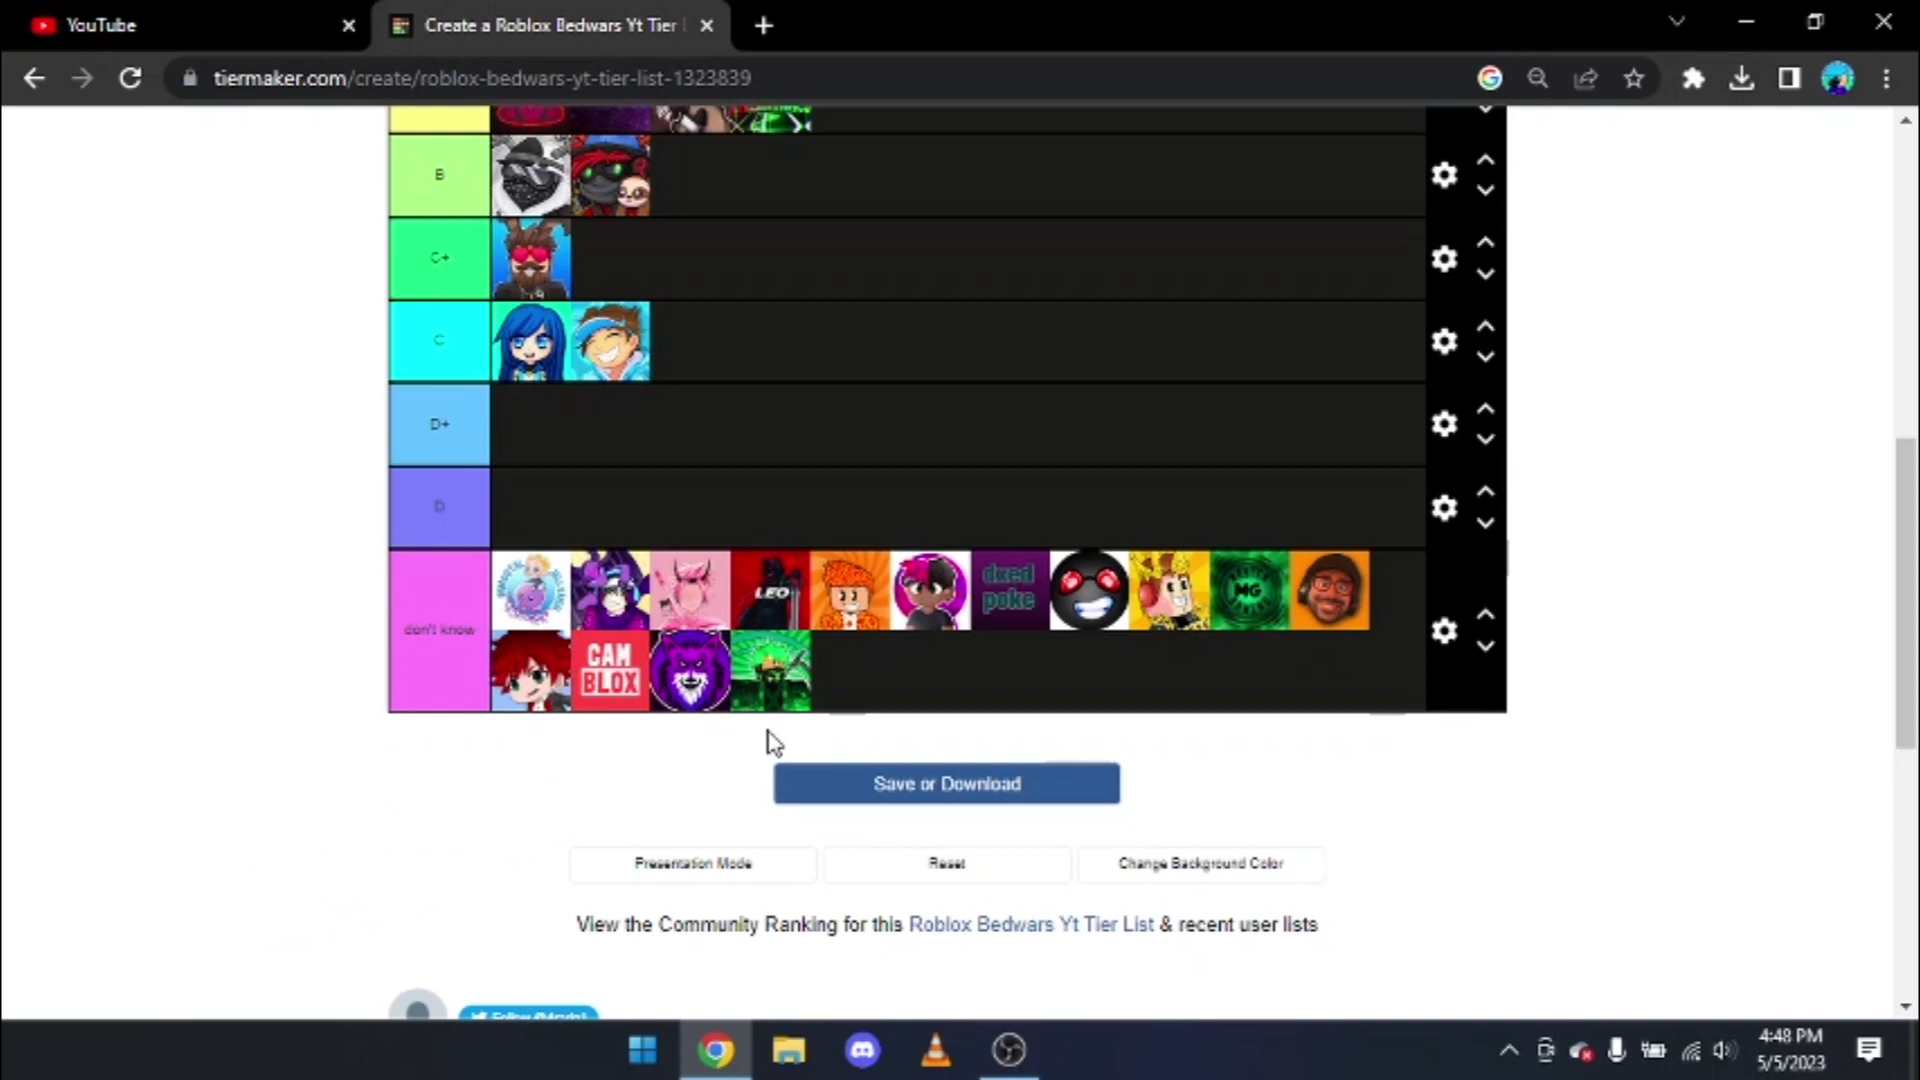 YouTube
Create a Roblox Bedwars Yt Tier
tiermaker.com/create/roblox-bedwars-yt-tier-list-1323839
B
C+
C
D+
D
don't know
LEO
dxed
poke
MG
CAM
BLOX
Save or Download
Presentation Mode
Reset
Change Background Color
View the Community Ranking for this Roblox Bedwars Yt Tier List & recent user lists
Follow
4:48 PM
5/5/2023